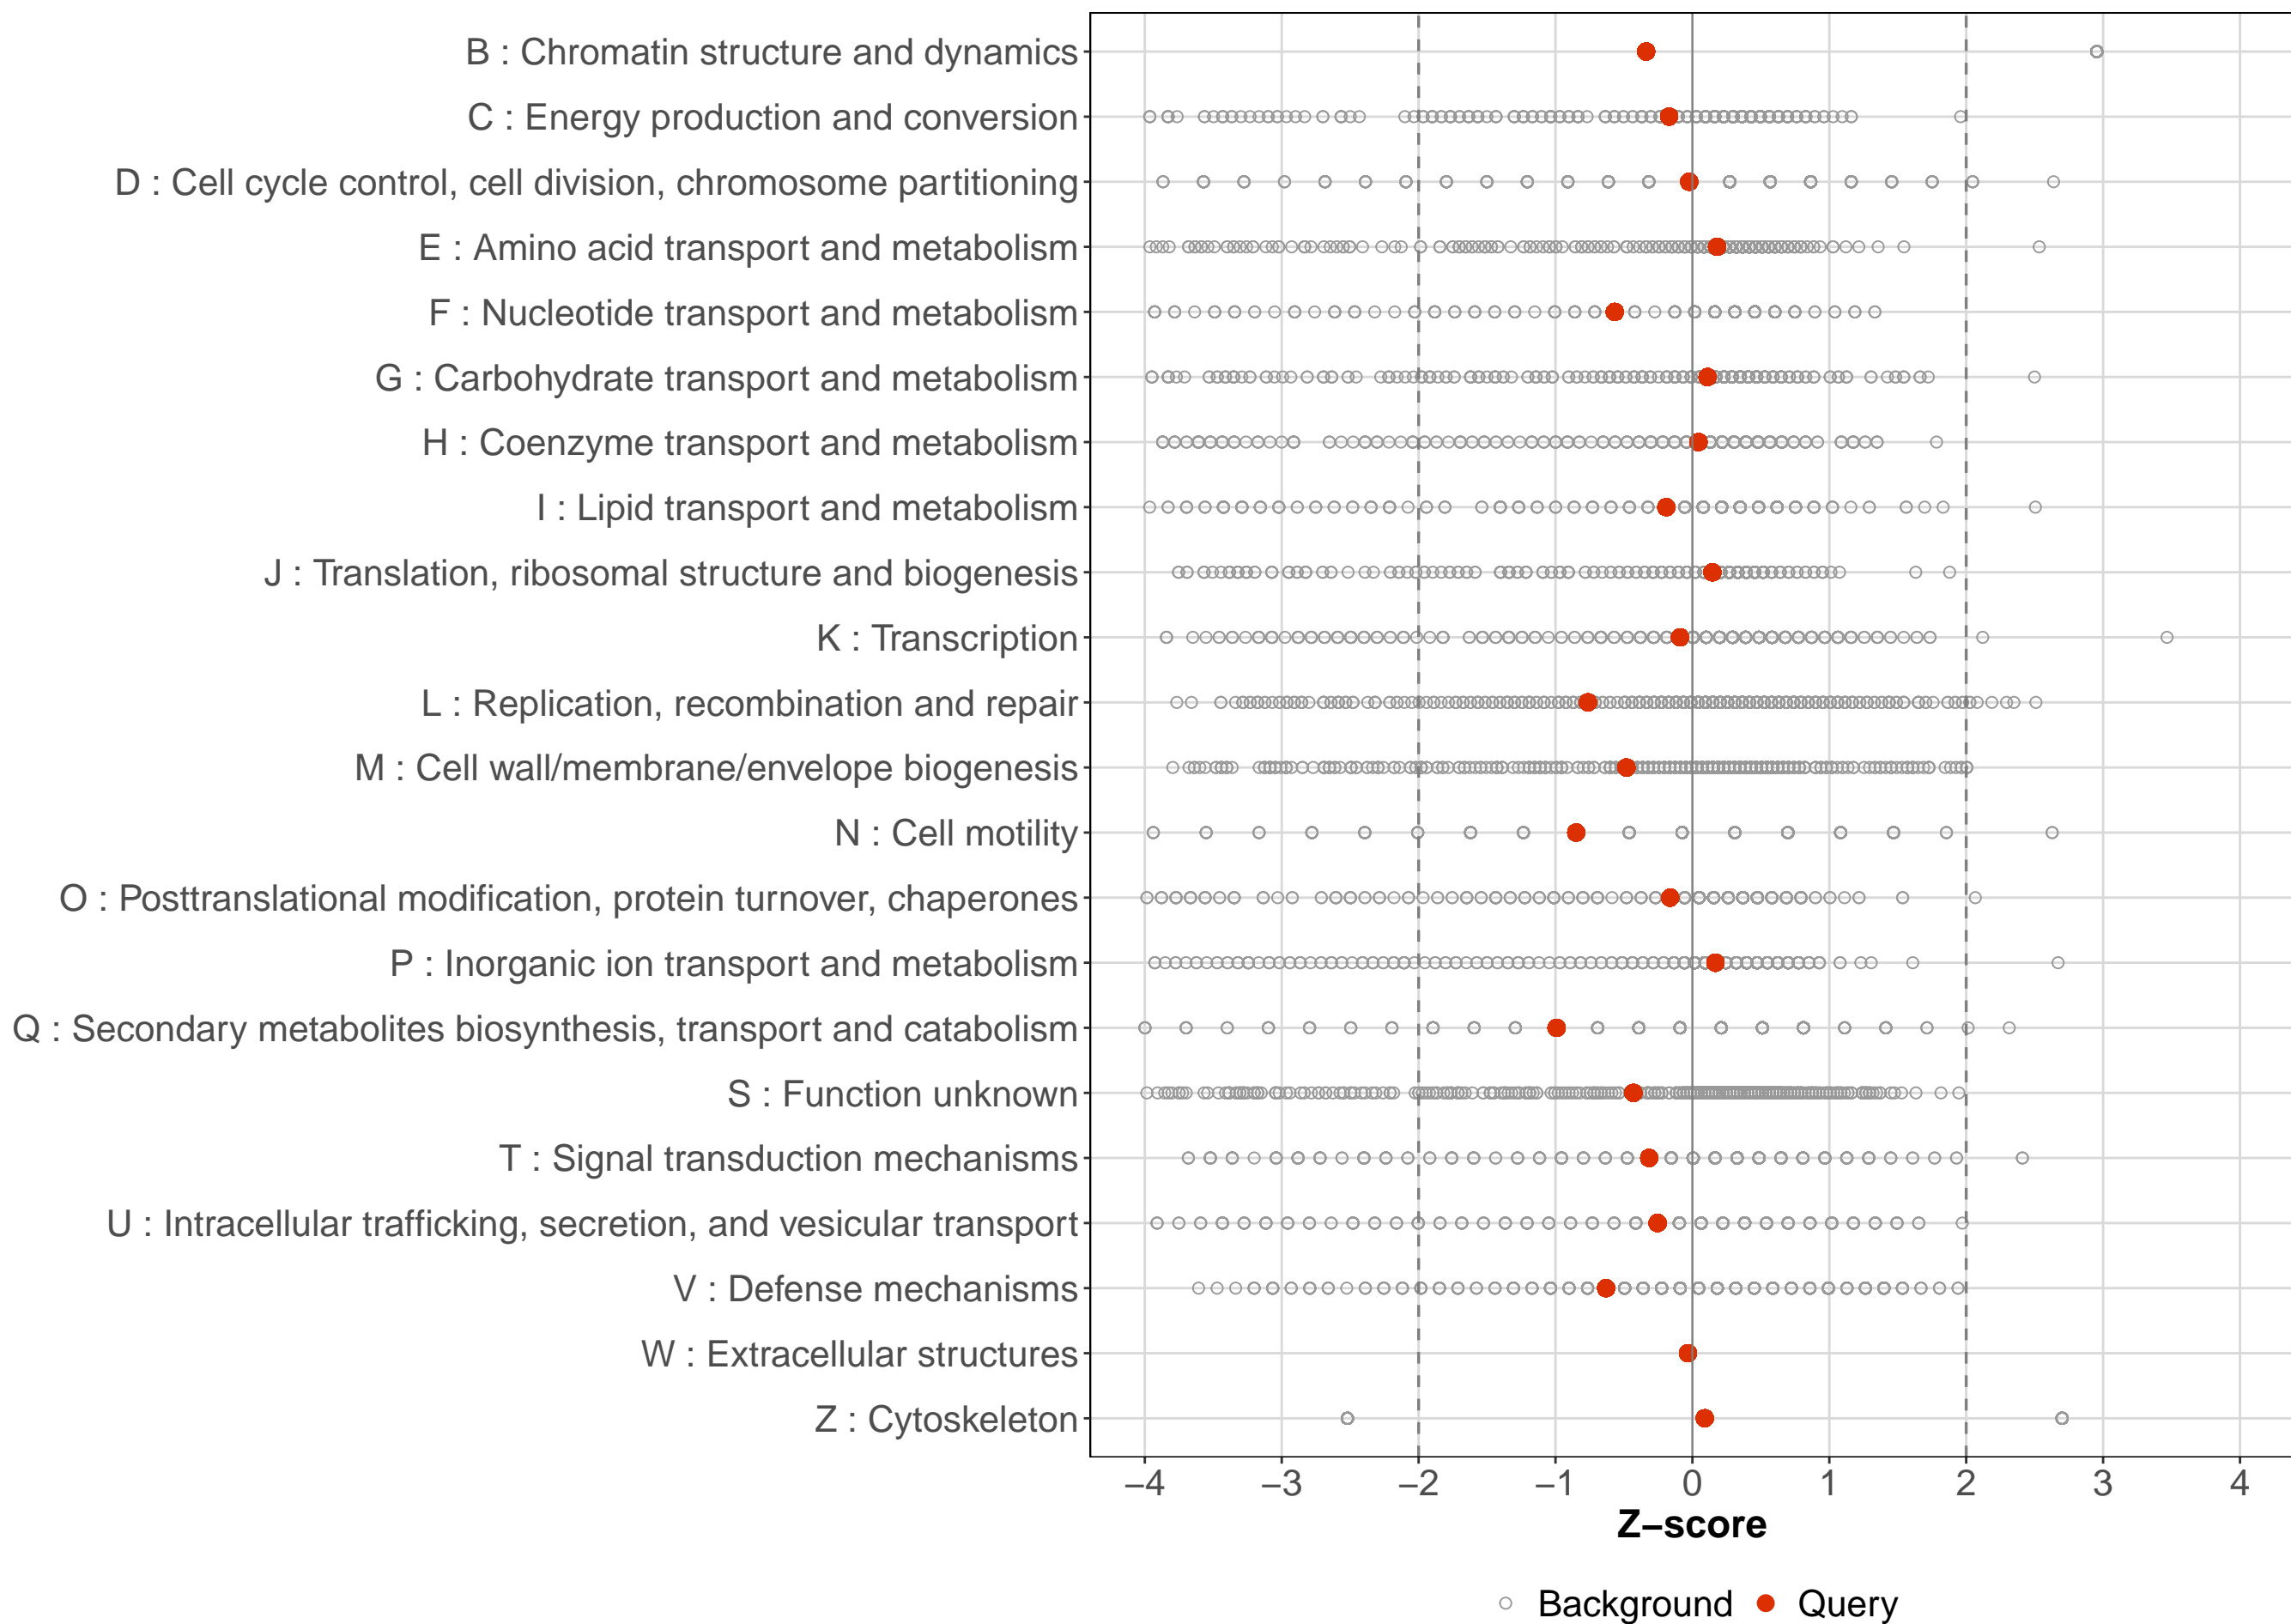 B : Chromatin structure and dynamics
C : Energy production and conversion
D : Cell cycle control, cell division, chromosome partitioning
E : Amino acid transport and metabolism
F : Nucleotide transport and metabolism
G : Carbohydrate transport and metabolism
H : Coenzyme transport and metabolism
I : Lipid transport and metabolism
J : Translation, ribosomal structure and biogenesis
K : Transcription
L : Replication, recombination and repair
M : Cell wall/membrane/envelope biogenesis
N : Cell motility
O : Posttranslational modification, protein turnover, chaperones
P : Inorganic ion transport and metabolism
Q : Secondary metabolites biosynthesis, transport and catabolism
S : Function unknown
T : Signal transduction mechanisms
U : Intracellular trafficking, secretion, and vesicular transport
V : Defense mechanisms
W : Extracellular structures
Z : Cytoskeleton
−4 −3 −2 −1 0 1 2 3 4
Z−score
Background Query